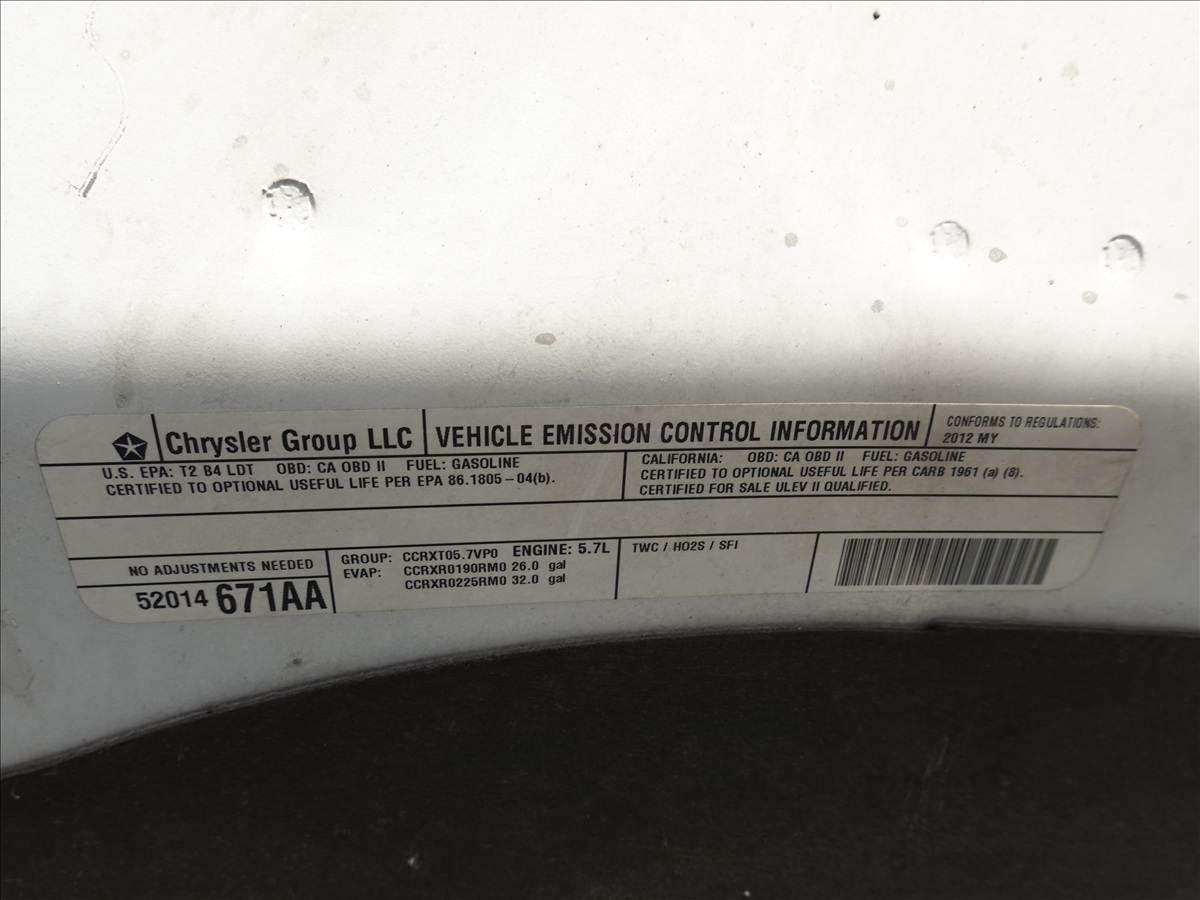 Chrysler Group LLC
VEHICLE EMISSION CONTROL INFORMATION
CONFORMS TO REGULATIONS:
2012 MY
U.S. EPA: T2 B4 LDT OBD: CA OBD II FUEL: GASOLINE
CERTIFIED TO OPTIONAL USEFUL LIFE PER EPA 86.1805-04(b).
CALIFORNIA: OBD: CA OBD II FUEL: GASOLINE
CERTIFIED TO OPTIONAL USEFUL LIFE PER CARB 1961 (a) (8).
CERTIFIED FOR SALE ULEV II QUALIFIED.
NO ADJUSTMENTS NEEDED
52014 671AA
GROUP: CCRXT05.7VP0 ENGINE: 5.7L
EVAP: CCRXR0190RM0 26.0 gal
CCRXR0225RM0 32.0 gal
TWC / HO2S / SFI